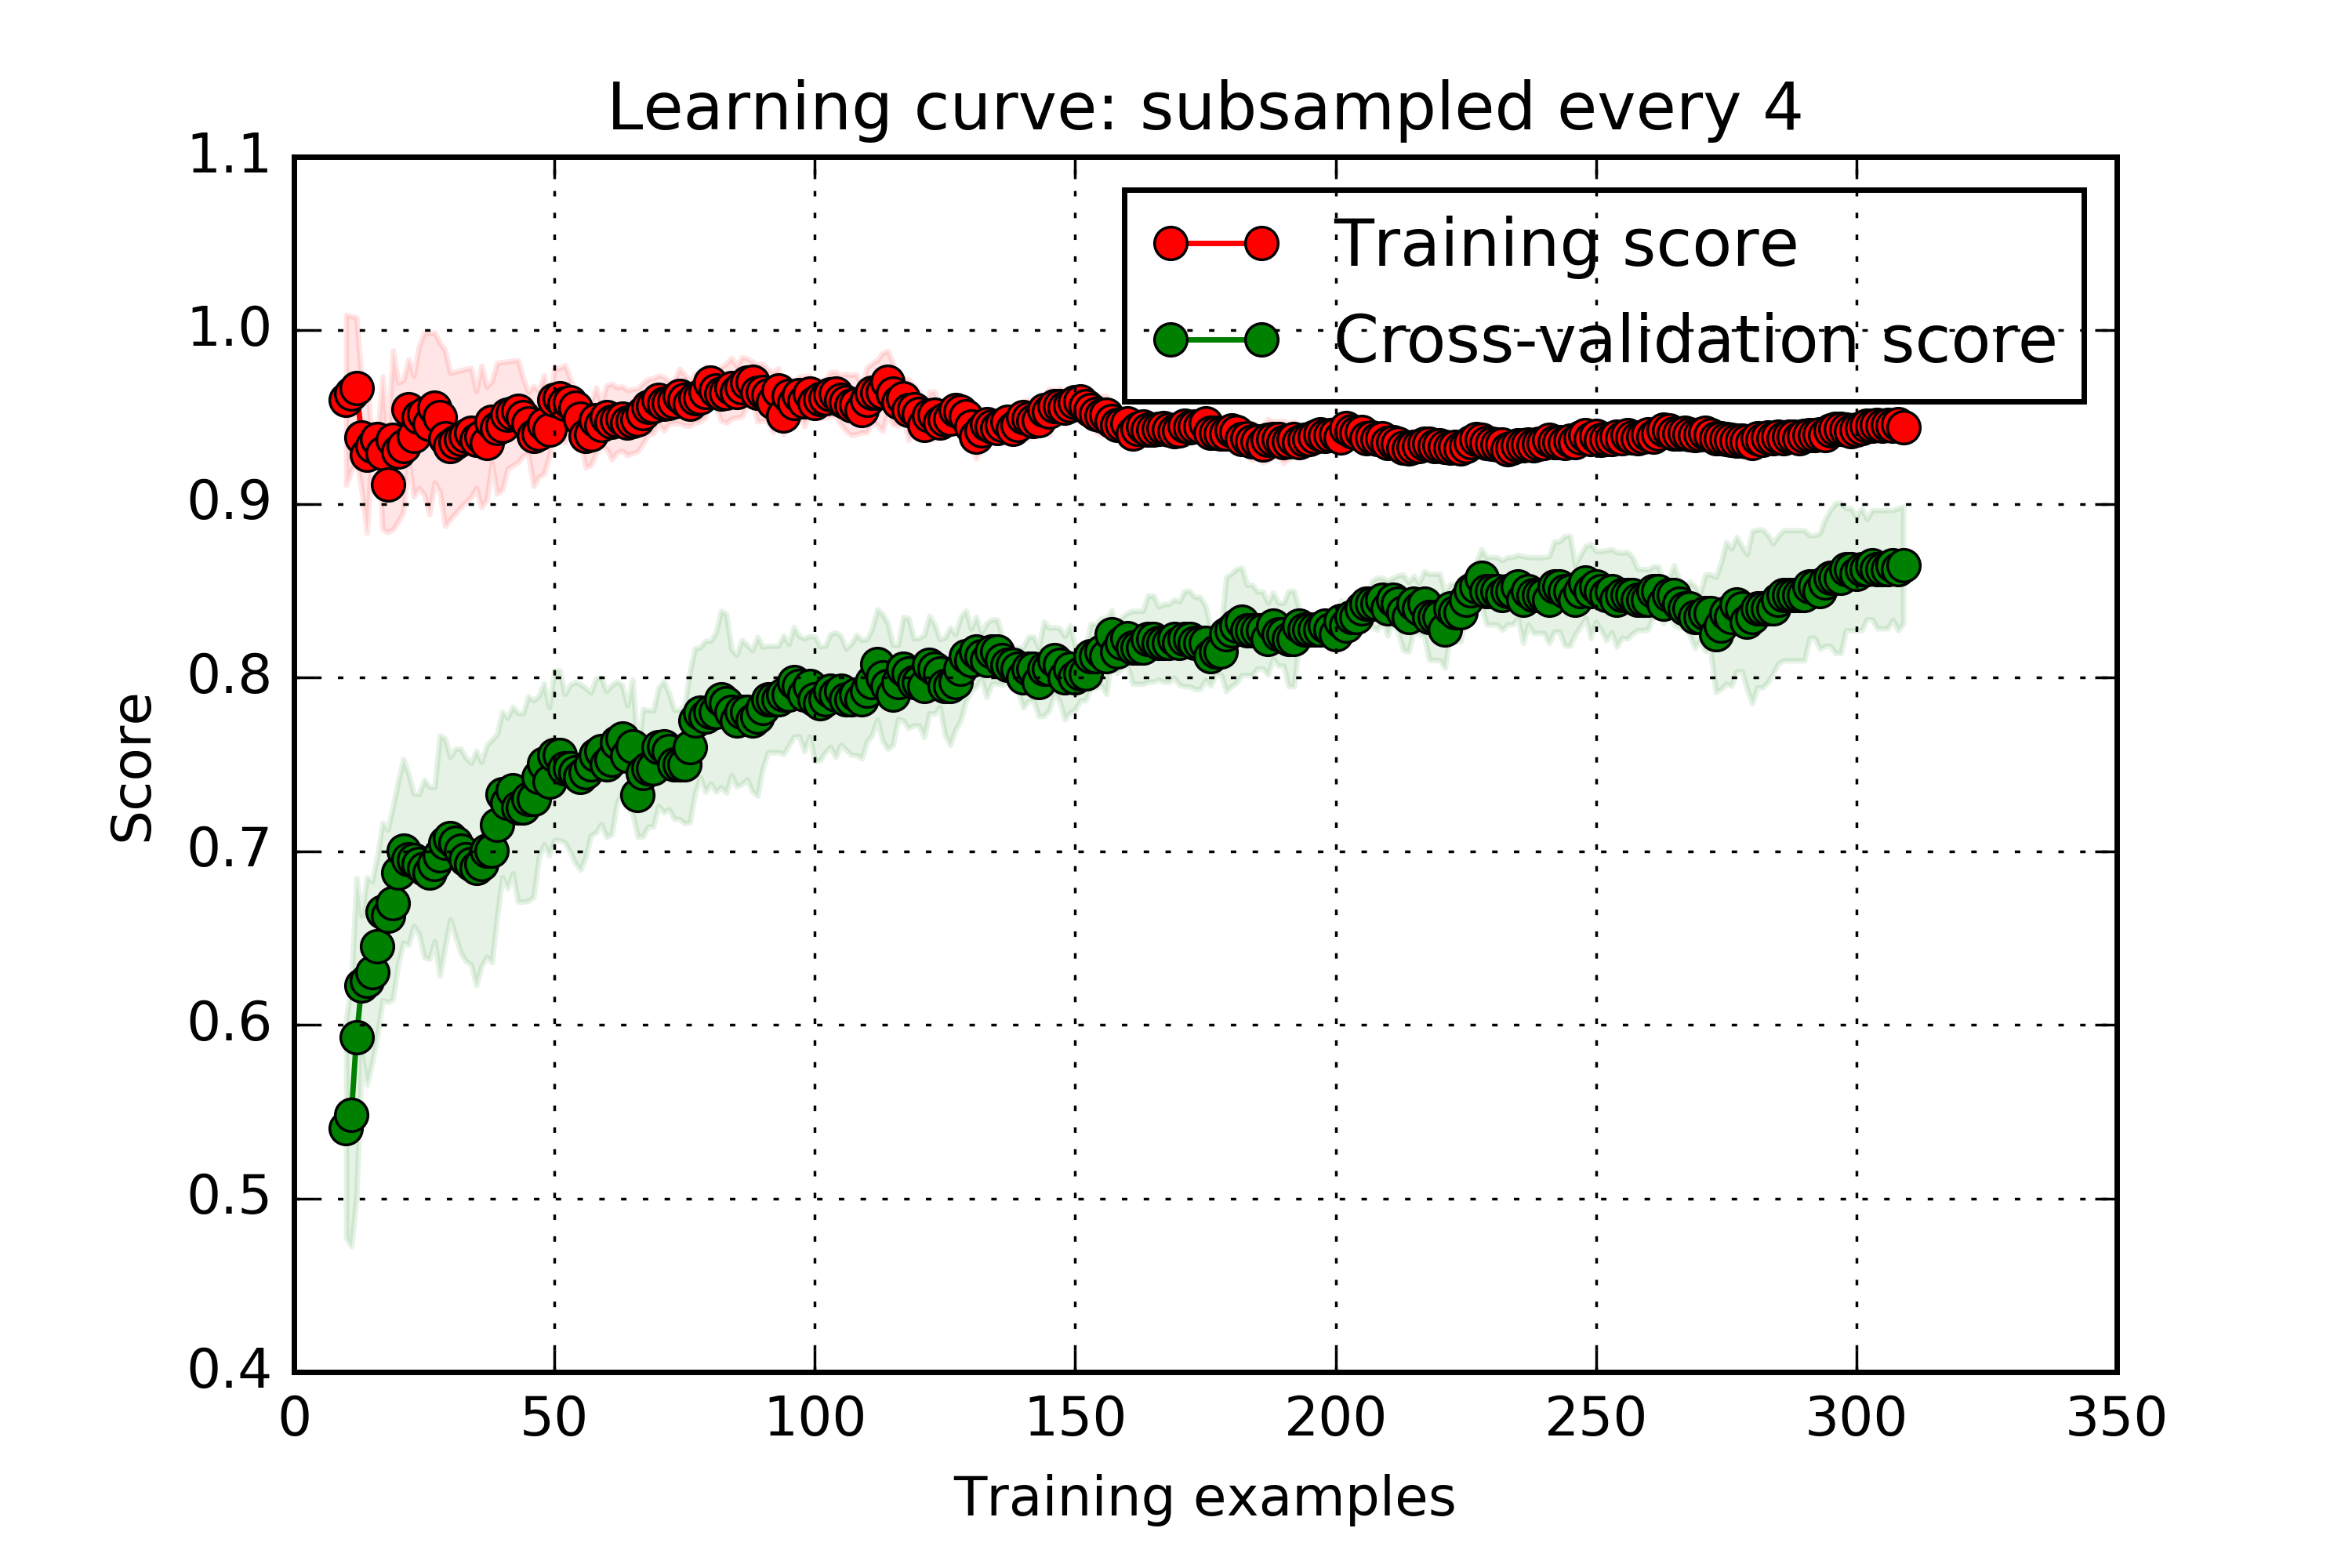 Learning curve: subsampled every 4
1.1
1.0
0.9
0.8
0.7
0.6
0.5
0.4
Score
Training score
Cross-validation score
0 50 100 150 200 250 300 350
Training examples